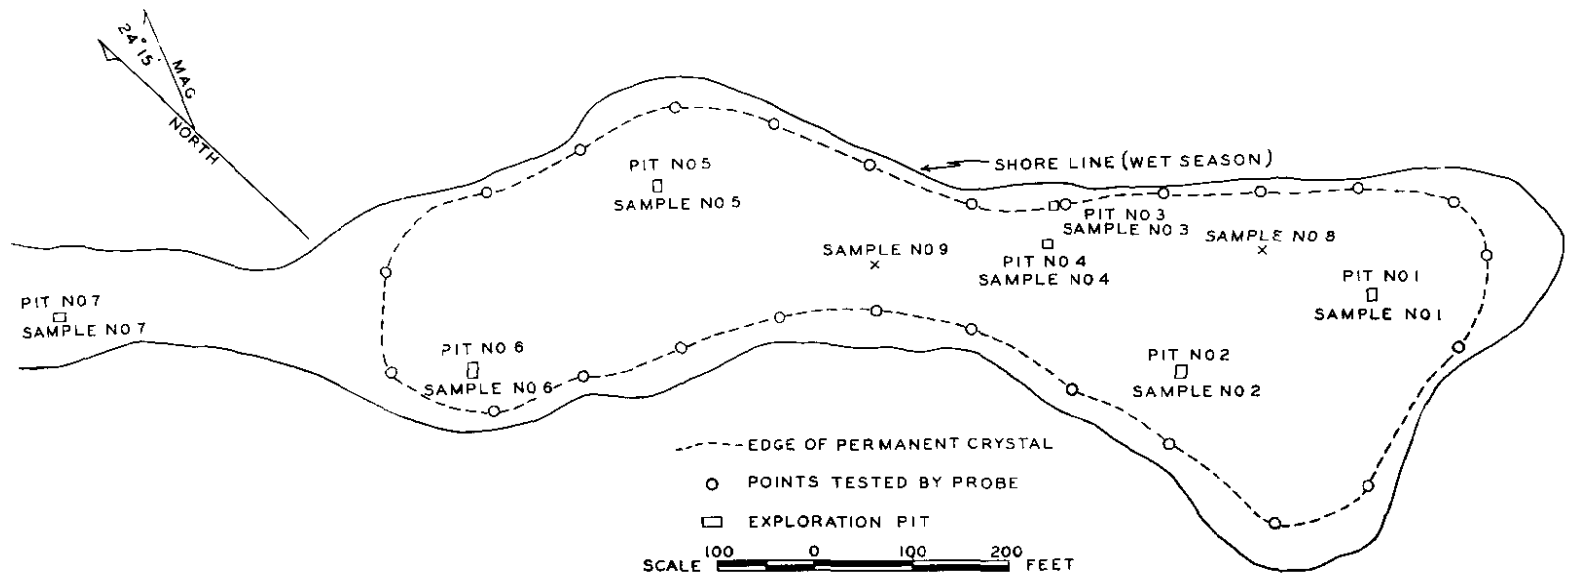 24° 15'
MAG
NORTH
PIT NO 5
SAMPLE NO 5
SHORE LINE (WET SEASON)
PIT NO 3
SAMPLE NO 3
SAMPLE NO 8
SAMPLE NO 9
PIT NO 4
SAMPLE NO 4
PIT NO 1
SAMPLE NO 1
PIT NO 7
SAMPLE NO 7
PIT NO 6
SAMPLE NO 6
PIT NO 2
SAMPLE NO 2
EDGE OF PERMANENT CRYSTAL
POINTS TESTED BY PROBE
EXPLORATION PIT
SCALE 100 0 100 200 FEET